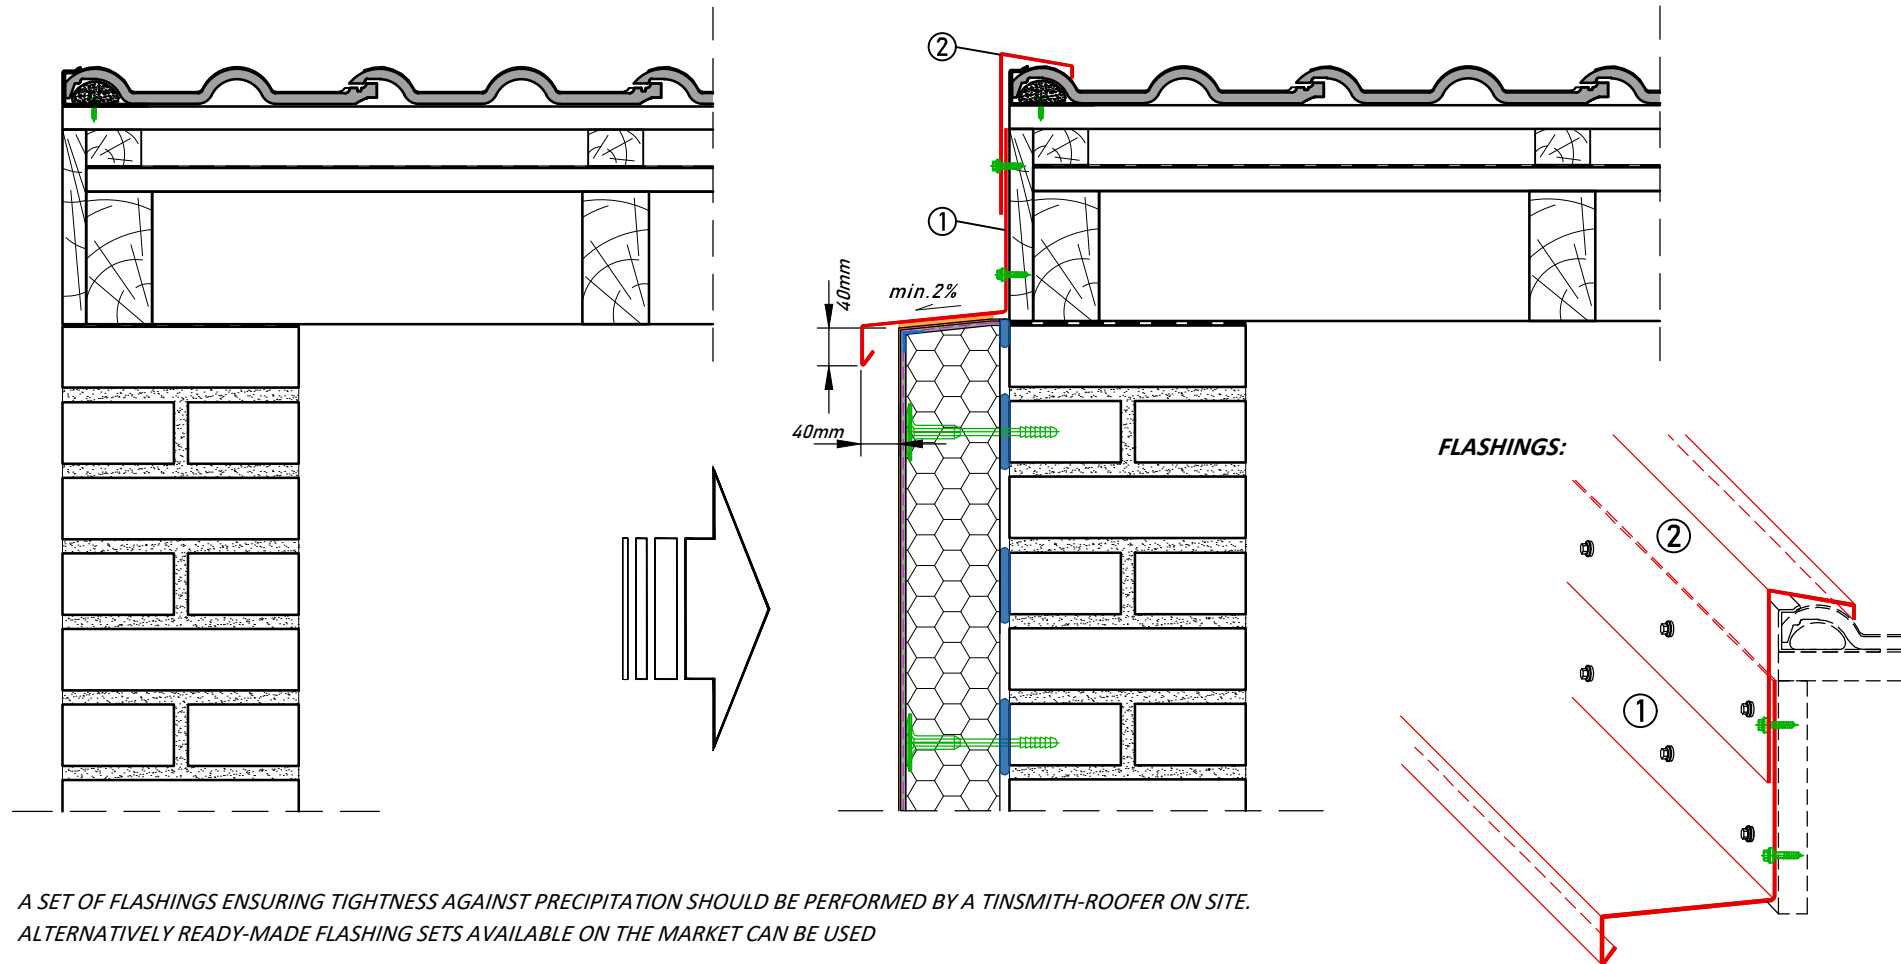 ②
①
40mm
min.2%
40mm
FLASHINGS:
②
①
A SET OF FLASHINGS ENSURING TIGHTNESS AGAINST PRECIPITATION SHOULD BE PERFORMED BY A TINSMITH-ROOFER ON SITE.
ALTERNATIVELY READY-MADE FLASHING SETS AVAILABLE ON THE MARKET CAN BE USED